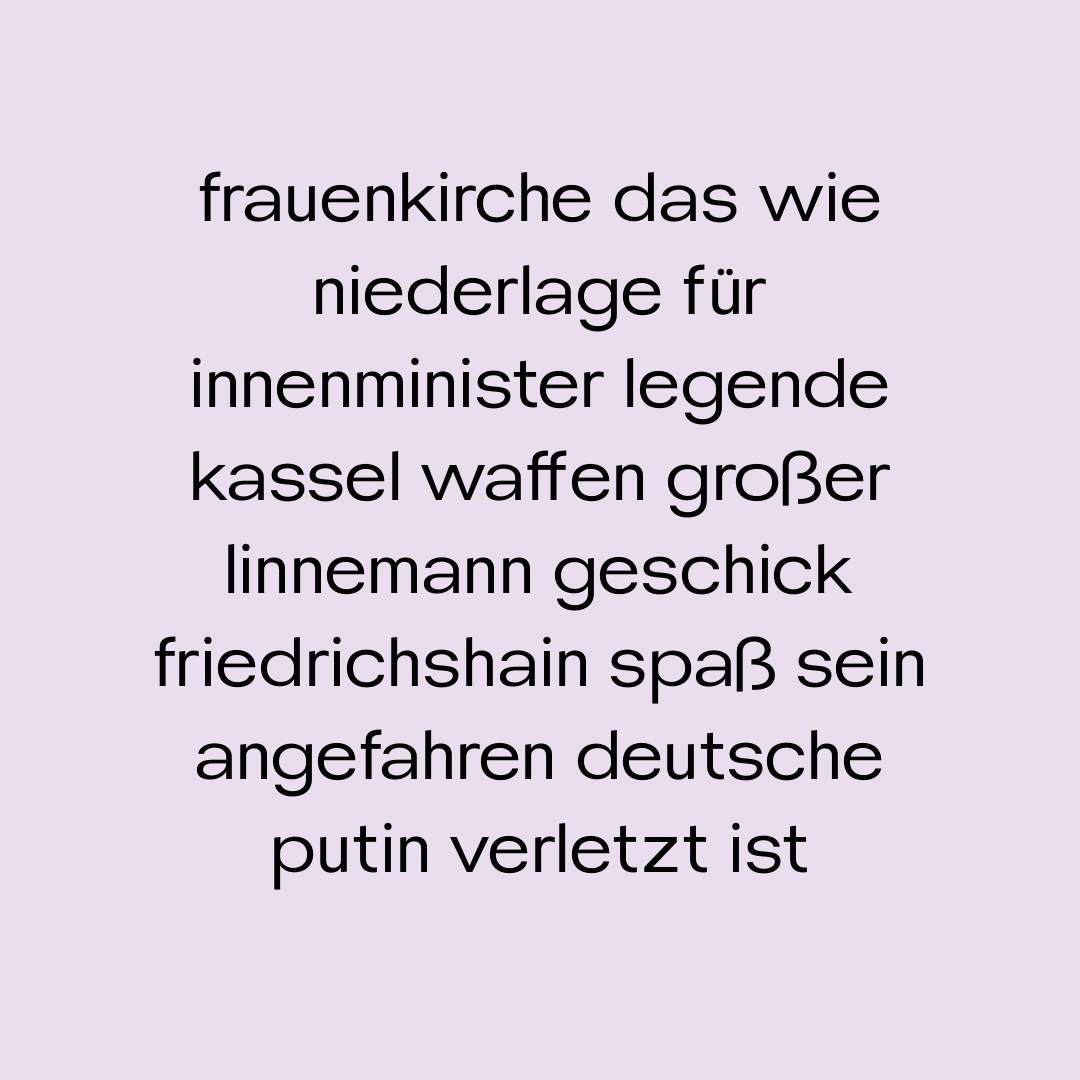 frauenkirche das wie
niederlage für
innenminister legende
kassel waffen großer
linnemann geschick
friedrichshain spaß sein
angefahren deutsche
putin verletzt ist